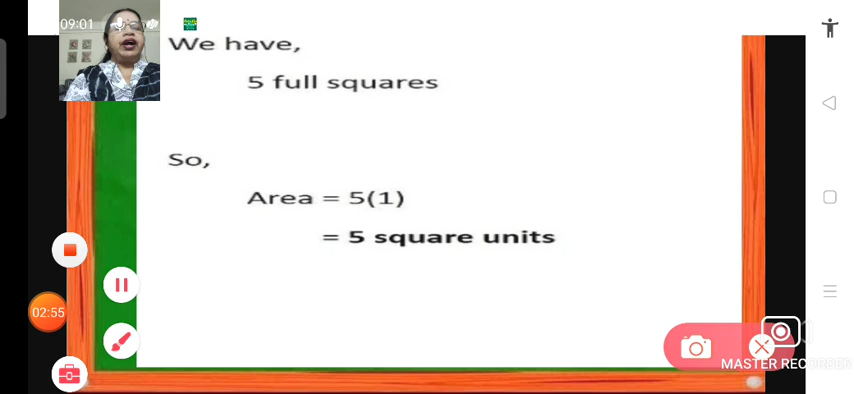 09:01
We have,
5 full squares
So,
Area = 5(1)
= 5 square units
02:55
MASTER RECORDER